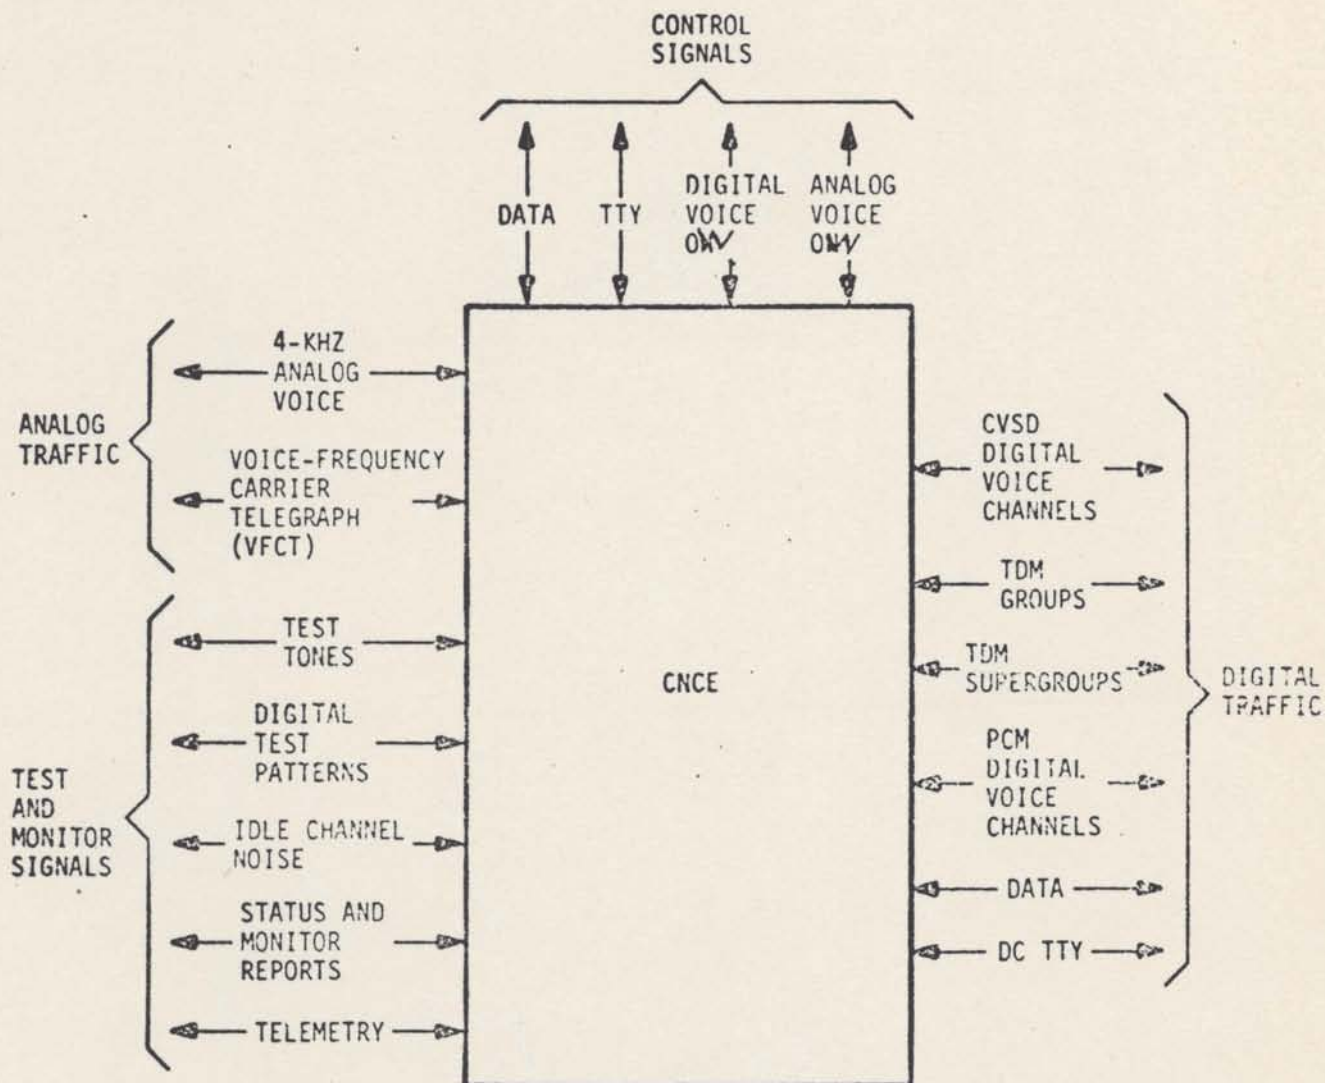 CONTROL
SIGNALS
DATA
TTY
DIGITAL
VOICE
OW
ANALOG
VOICE
OW
ANALOG
TRAFFIC
4-KHZ
ANALOG
VOICE
VOICE-FREQUENCY
CARRIER
TELEGRAPH
(VFCT)
TEST
AND
MONITOR
SIGNALS
TEST
TONES
DIGITAL
TEST
PATTERNS
IDLE CHANNEL
NOISE
STATUS AND
MONITOR
REPORTS
TELEMETRY
CNCE
CVSD
DIGITAL
VOICE
CHANNELS
TDM
GROUPS
TDM
SUPERGROUPS
PCM
DIGITAL
VOICE
CHANNELS
DATA
DC TTY
DIGITAL
TRAFFIC